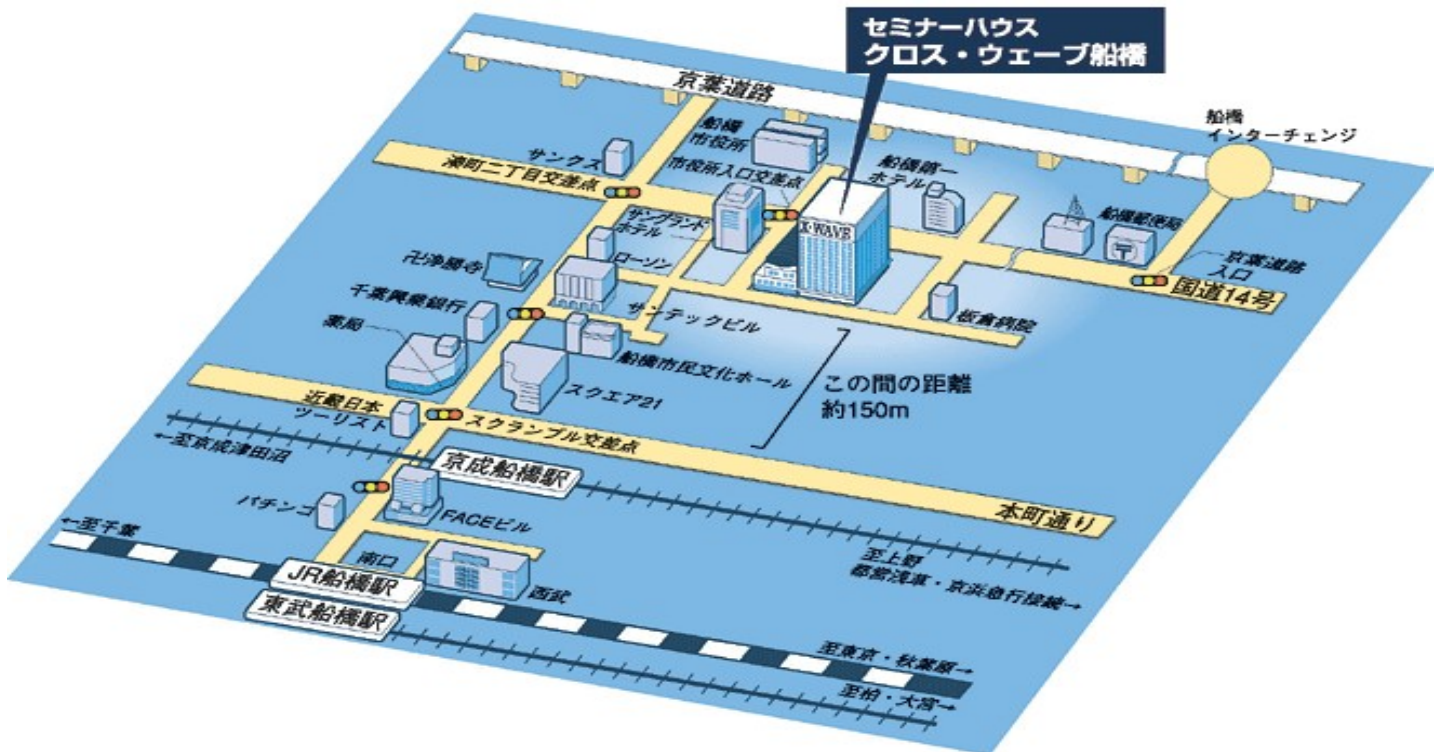 セミナーハウス
クロス・ウェーブ船橋
京葉道路
船橋
インターチェンジ
船橋
市役所
サンクス
湊町二丁目交差点
市役所入口交差点
船橋第一
ホテル
サングランド
ホテル
X-WAVE
船橋郵便局
〒
京葉道路
入口
国道14号
ローソン
卍浄勝寺
千葉興業銀行
薬局
サンテックビル
板倉病院
船橋市民文化ホール
スクエア21
この間の距離
約150m
近畿日本
ツーリスト
スクランブル交差点
←至京成津田沼
京成船橋駅
本町通り
パチンコ
FACEビル
←至千葉
南口
JR船橋駅
西武
東武船橋駅
至上野
都営浅草・京浜急行接続→
至東京・秋葉原→
至柏・大宮→